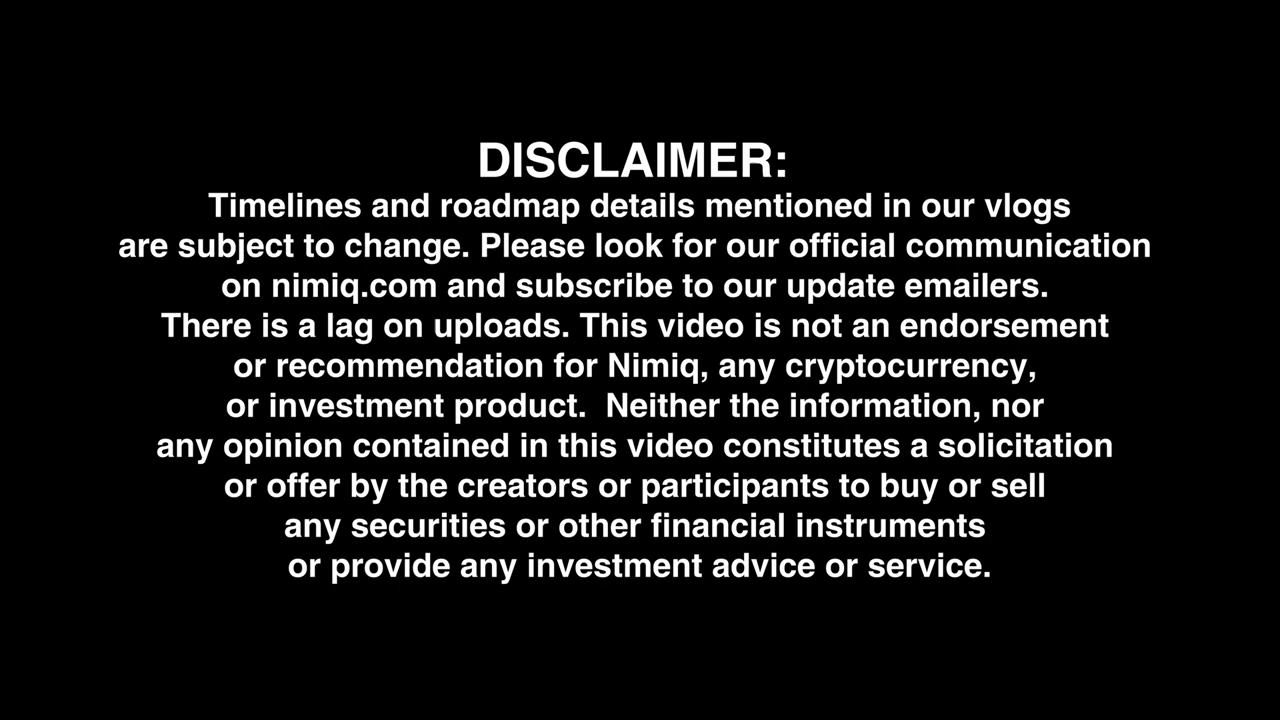 DISCLAIMER:
Timelines and roadmap details mentioned in our vlogs
are subject to change. Please look for our official communication
on nimiq.com and subscribe to our update emailers.
There is a lag on uploads. This video is not an endorsement
or recommendation for Nimiq, any cryptocurrency,
or investment product.  Neither the information, nor
any opinion contained in this video constitutes a solicitation
or offer by the creators or participants to buy or sell
any securities or other financial instruments
or provide any investment advice or service.